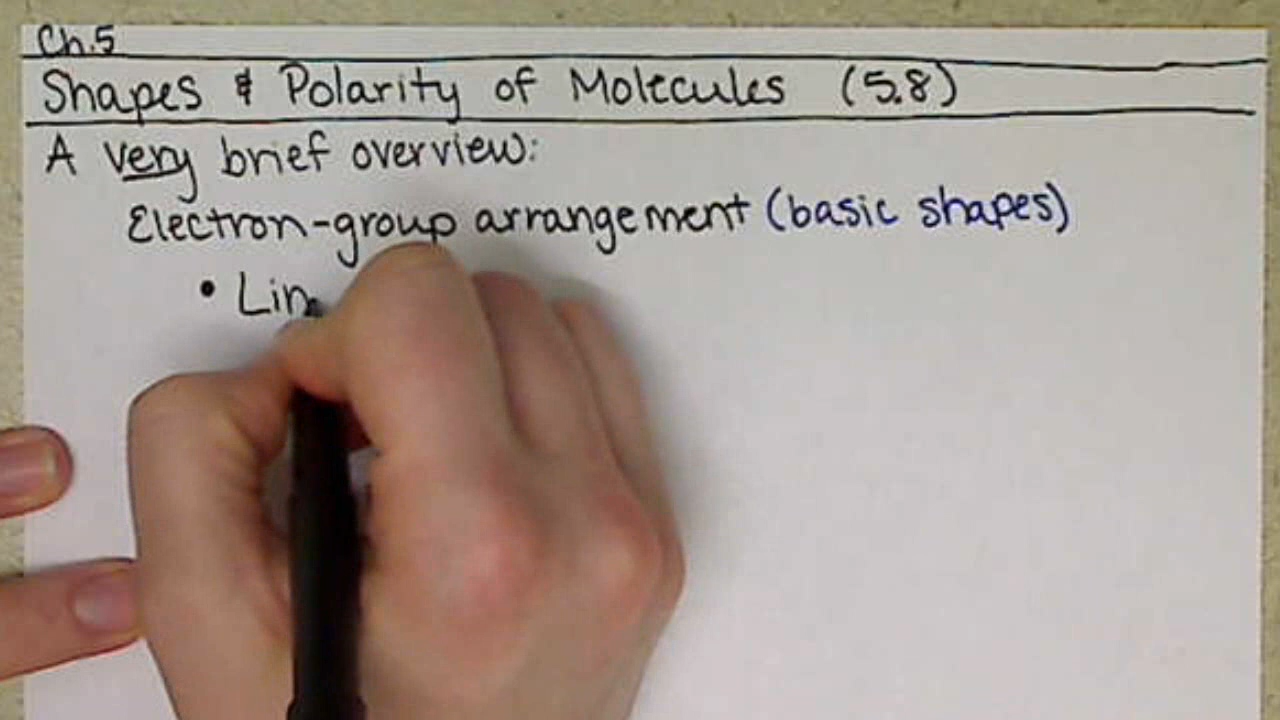 Ch.5
Shapes & Polarity of Molecules (5.8)
A very brief overview:
Electron-group arrangement (basic shapes)
• Lin